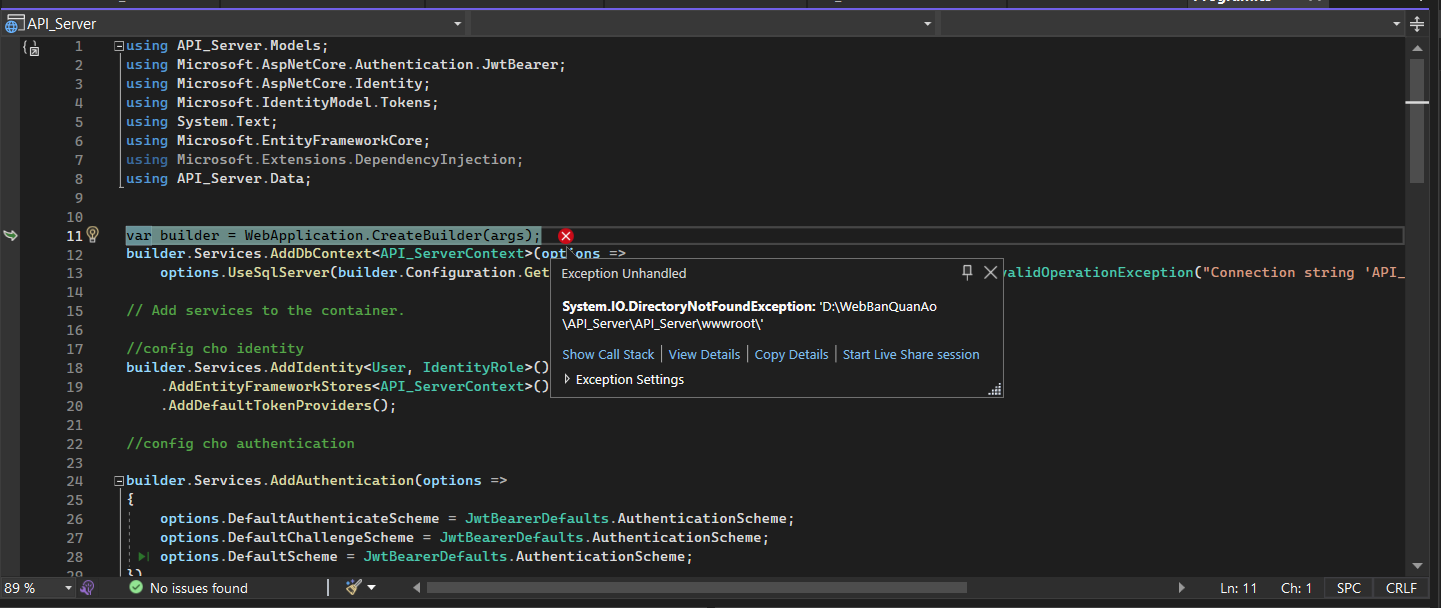 API_Server
1 using API_Server.Models;
2 using Microsoft.AspNetCore.Authentication.JwtBearer;
3 using Microsoft.AspNetCore.Identity;
4 using Microsoft.IdentityModel.Tokens;
5 using System.Text;
6 using Microsoft.EntityFrameworkCore;
7 using Microsoft.Extensions.DependencyInjection;
8 using API_Server.Data;
9
10
11 var builder = WebApplication.CreateBuilder(args);
12 builder.Services.AddDbContext<API_ServerContext>(options =>
13 options.UseSqlServer(builder.Configuration.Get validOperationException("Connection string 'API_
Exception Unhandled
System.IO.DirectoryNotFoundException: 'D:\WebBanQuanAo
\API_Server\API_Server\wwwroot\'
Show Call Stack | View Details | Copy Details | Start Live Share session
Exception Settings
14
15 // Add services to the container.
16
17 //config cho identity
18 builder.Services.AddIdentity<User, IdentityRole>()
19 .AddEntityFrameworkStores<API_ServerContext>()
20 .AddDefaultTokenProviders();
21
22 //config cho authentication
23
24 builder.Services.AddAuthentication(options =>
25 {
26 options.DefaultAuthenticateScheme = JwtBearerDefaults.AuthenticationScheme;
27 options.DefaultChallengeScheme = JwtBearerDefaults.AuthenticationScheme;
28 options.DefaultScheme = JwtBearerDefaults.AuthenticationScheme;
29 })
89 % No issues found Ln: 11 Ch: 1 SPC CRLF